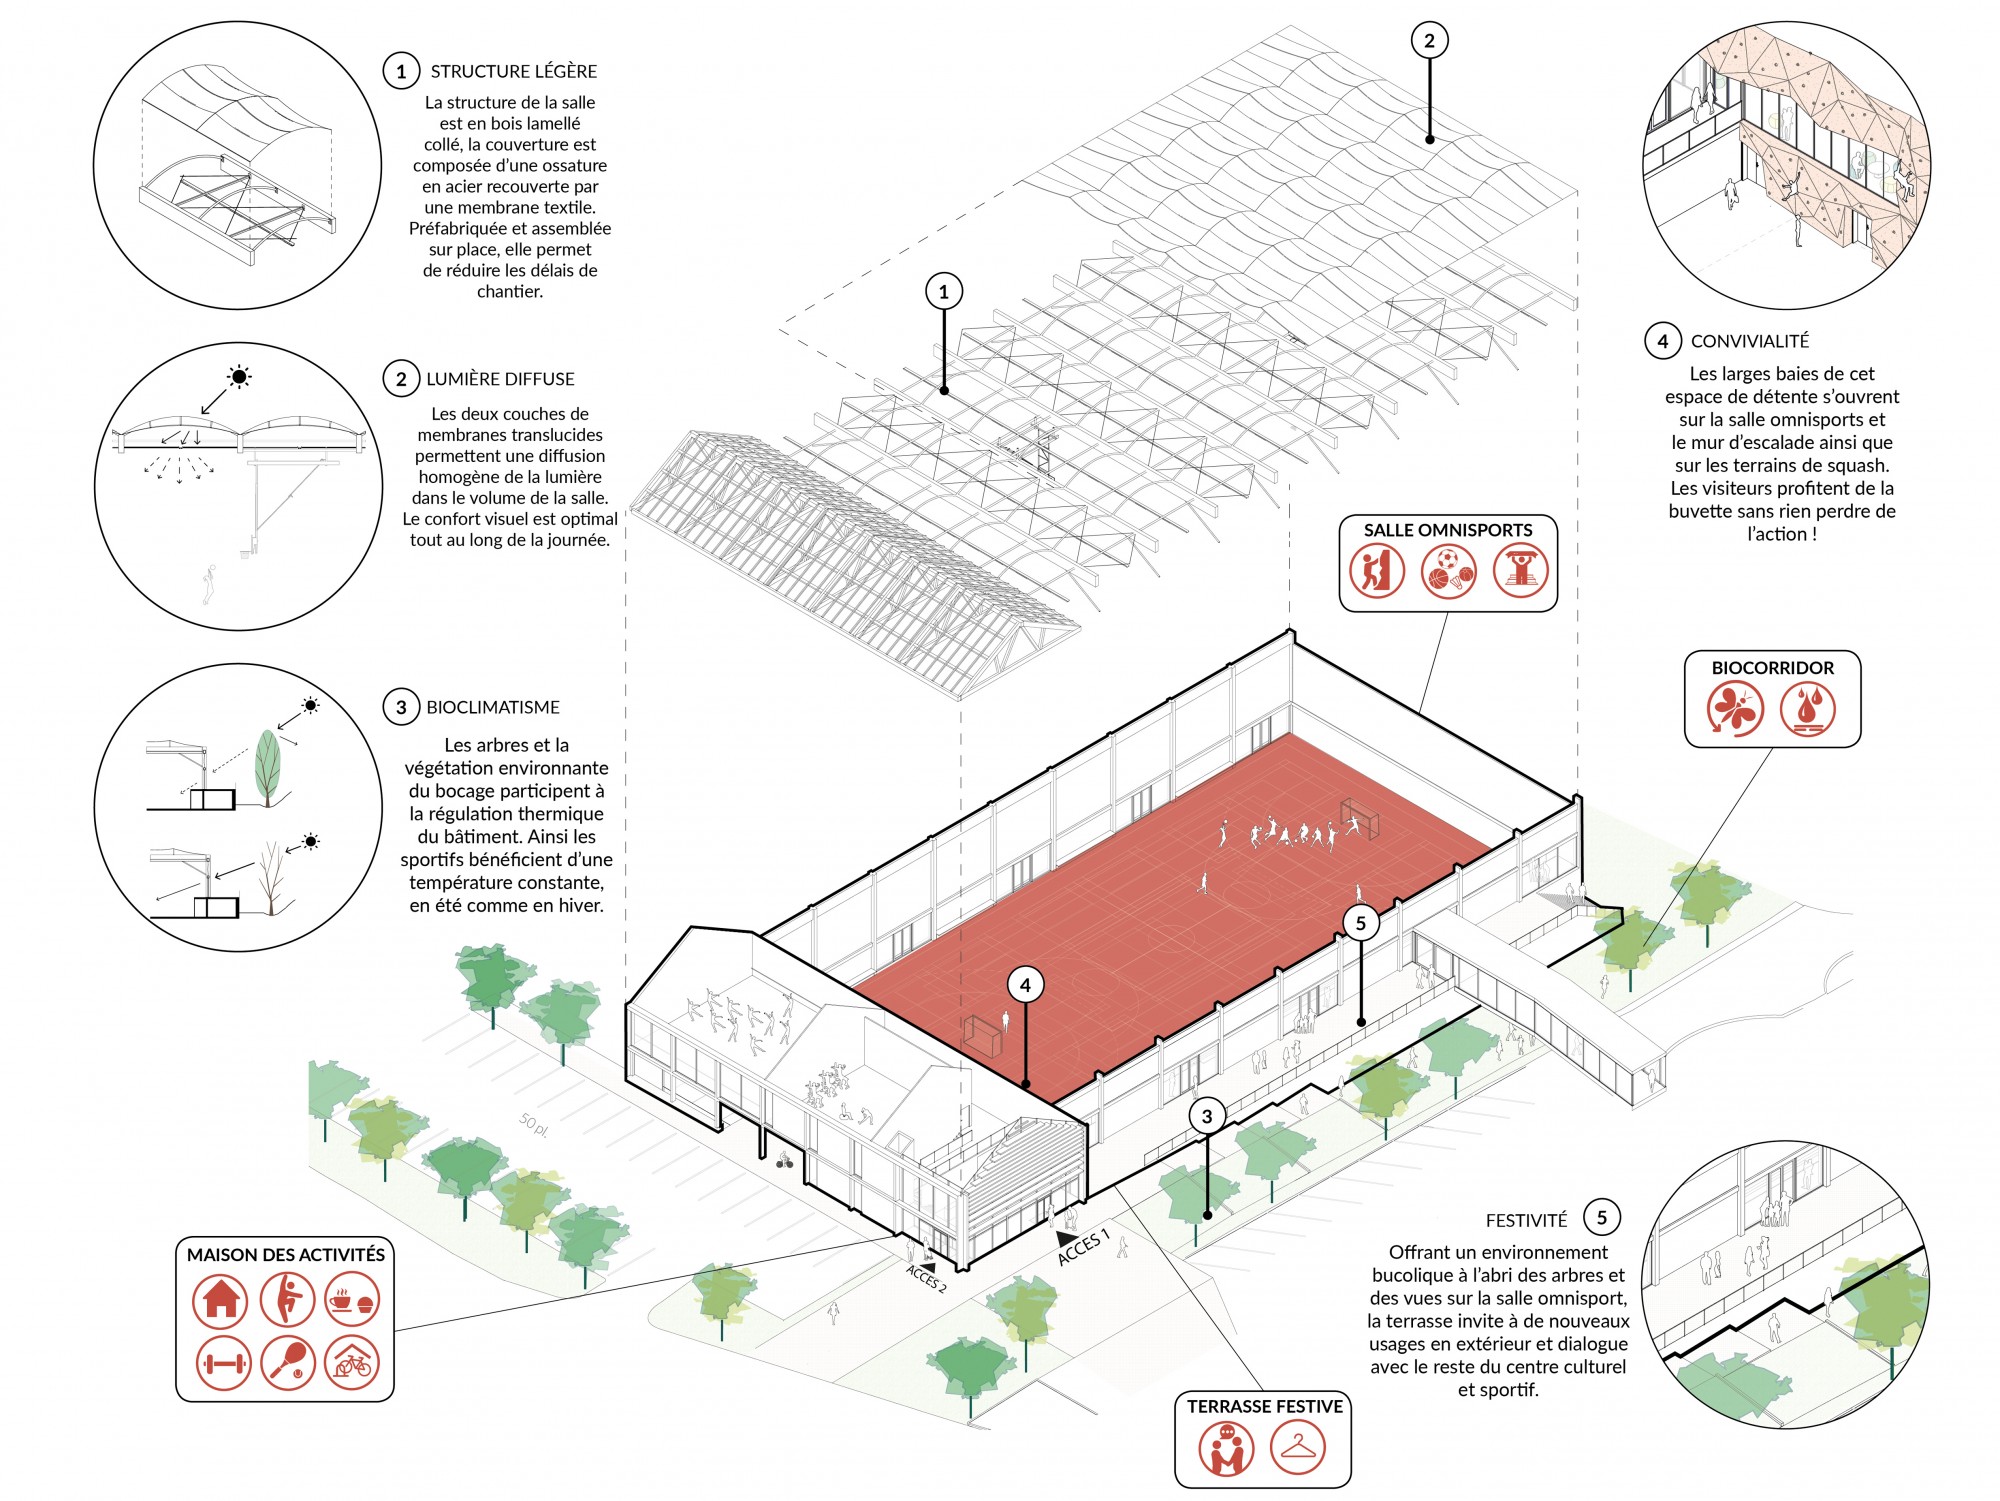 1 STRUCTURE LÉGÈRE
La structure de la salle
est en bois lamellé
collé, la couverture est
composée d'une ossature
en acier recouverte par
une membrane textile.
Préfabriquée et assemblée
sur place, elle permet
de réduire les délais de
chantier.
2 LUMIÈRE DIFFUSE
Les deux couches de
membranes translucides
permettent une diffusion
homogène de la lumière
dans le volume de la salle.
Le confort visuel est optimal
tout au long de la journée.
3 BIOCLIMATISME
Les arbres et la
végétation environnante
du bocage participent à
la régulation thermique
du bâtiment. Ainsi les
sportifs bénéficient d'une
température constante,
en été comme en hiver.
2
1
4 CONVIVIALITÉ
Les larges baies de cet
espace de détente s'ouvrent
sur la salle omnisports et
le mur d'escalade ainsi que
sur les terrains de squash.
Les visiteurs profitent de la
buvette sans rien perdre de
l'action !
SALLE OMNISPORTS
BIOCORRIDOR
5
4
3
50 pl.
ACCES 1
ACCES 2
MAISON DES ACTIVITÉS
TERRASSE FESTIVE
FESTIVITÉ 5
Offrant un environnement
bucolique à l'abri des arbres et
des vues sur la salle omnisport,
la terrasse invite à de nouveaux
usages en extérieur et dialogue
avec le reste du centre culturel
et sportif.